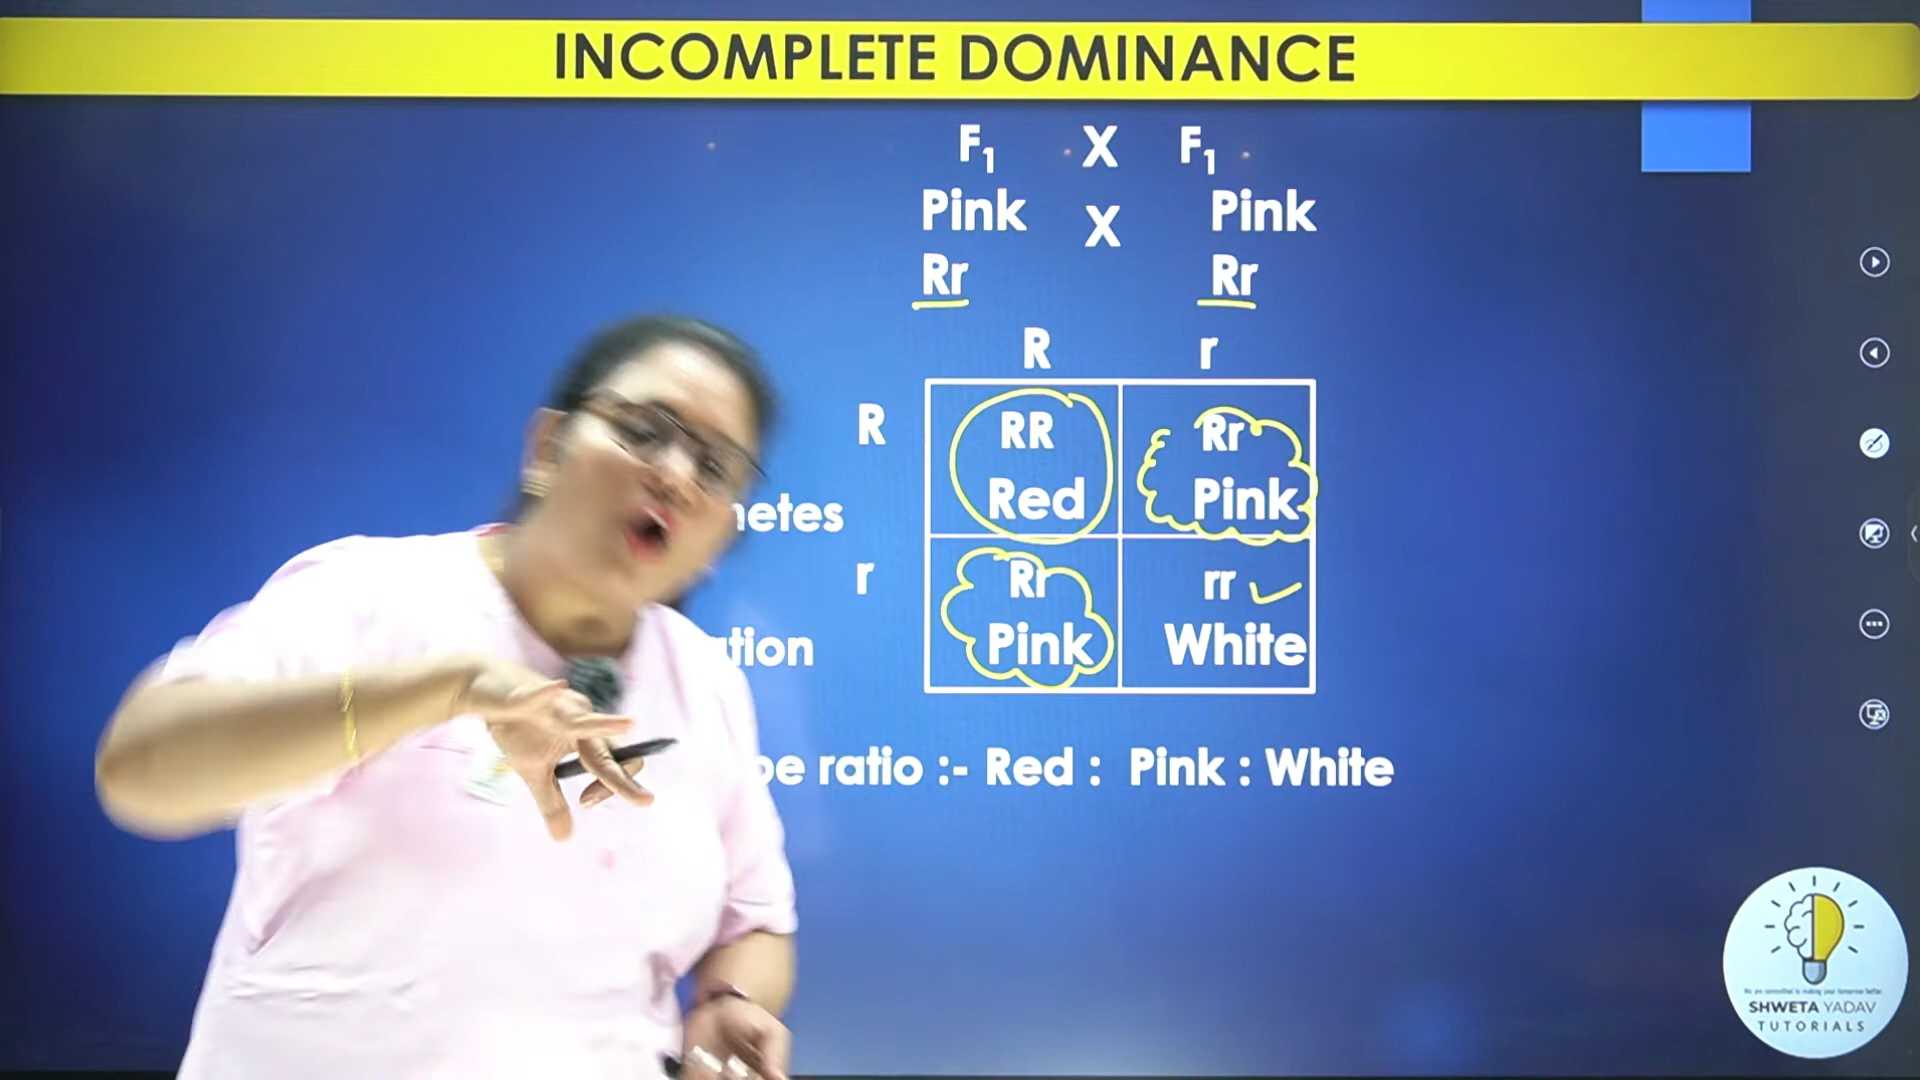 INCOMPLETE DOMINANCE
F₁ X F₁
Pink X Pink
Rr Rr
R r
R RR Rr
Red Pink
r Rr rr
Pink White
ratio :- Red : Pink : White
SHWETA YADAV
TUTORIALS